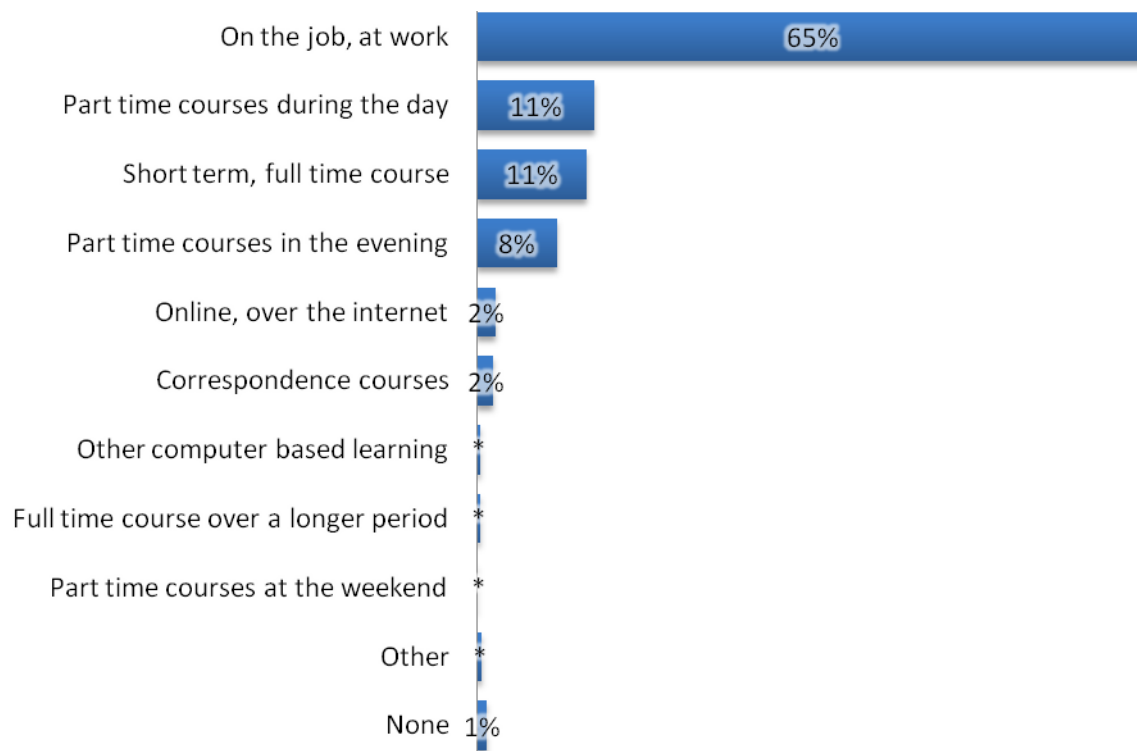 On the job, at work 65%
Part time courses during the day 11%
Short term, full time course 11%
Part time courses in the evening 8%
Online, over the internet 2%
Correspondence courses 2%
Other computer based learning *
Full time course over a longer period *
Part time courses at the weekend *
Other *
None 1%